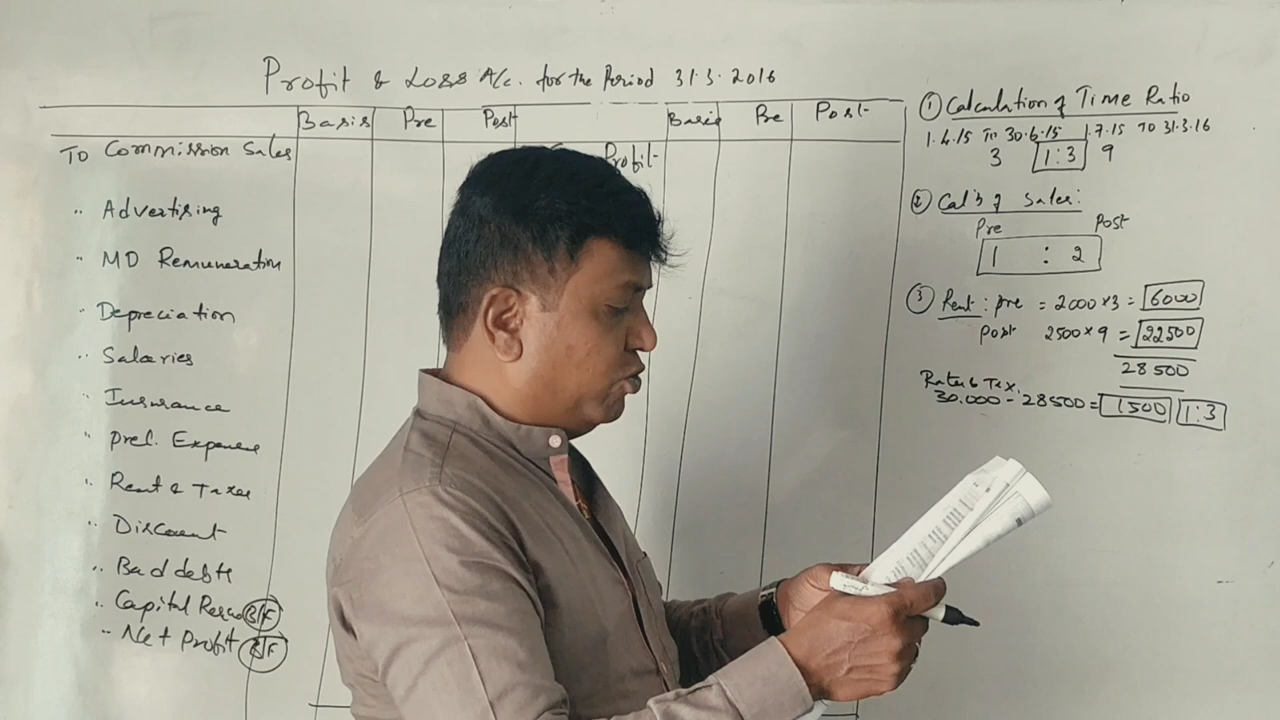 Profit & Loss A/c. for the Period 31.3.2016
Basis Pre Post Basis Pre Post
To Commission Sales
Profit
" Advertising
" MD Remuneration
" Depreciation
" Salaries
" Insurance
" Prel. Expense
" Rent & Taxes
" Discount
" Bad debts
" Capital B/F
" Net Profit B/F
① Calculation of Time Ratio
1.4.15 To 30.6.15 1.7.15 To 31.3.16
3 1:3 9
② of Sales:
Pre Post
1 : 2
③ Rent: Pre = 2000×3 = 6000
Post 2500×9 = 22500
28500
Rates & Tax.
30.000 - 28500 = 1500 1:3